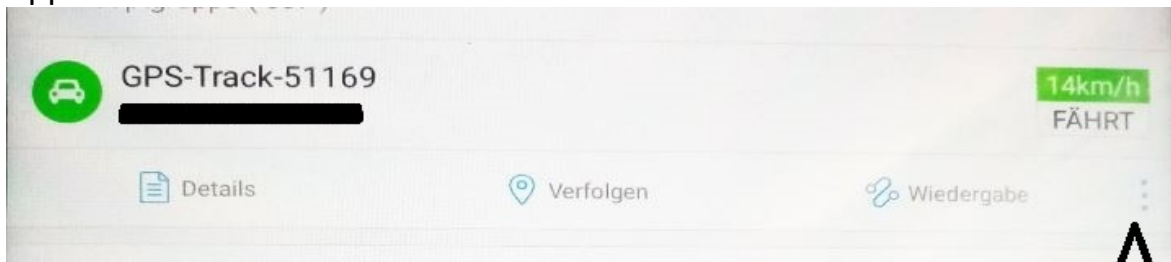 GPS-Track-51169
14km/h
FÄHRT
Details
Verfolgen
Wiedergabe